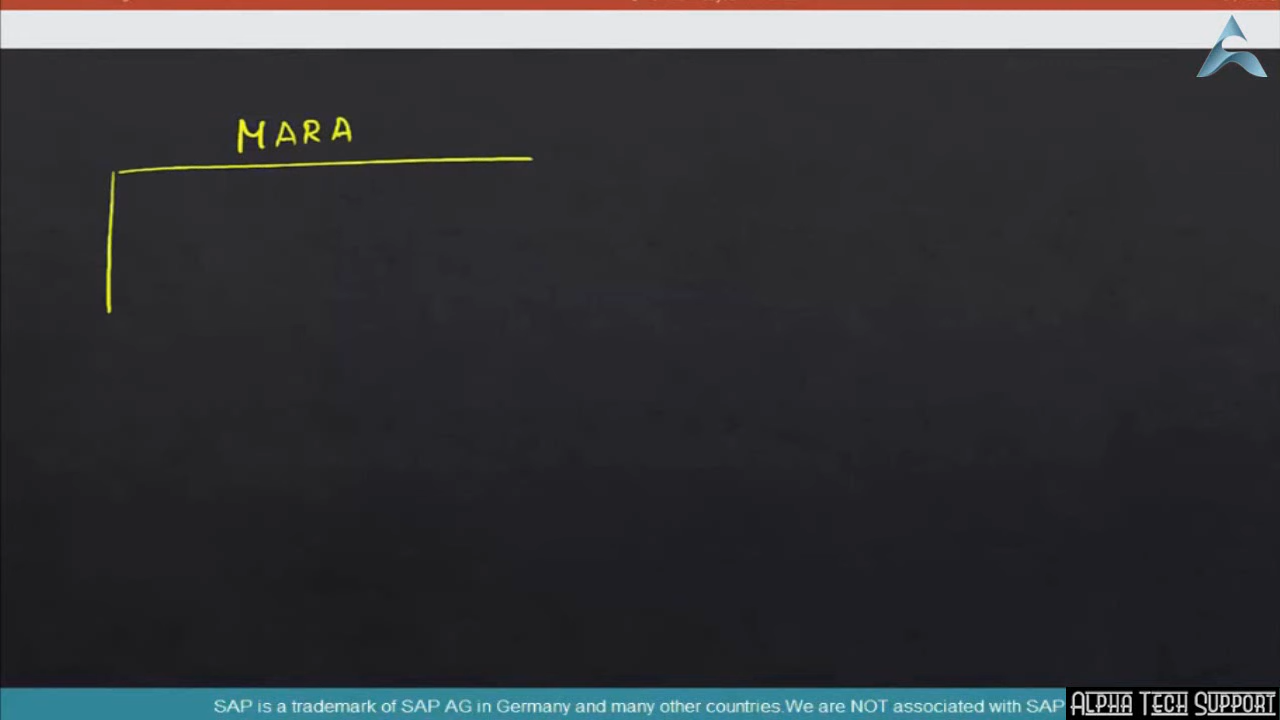 MARA
SAP is a trademark of SAP AG in Germany and many other countries.We are NOT associated with SAP
ALPHA TECH SUPPORT